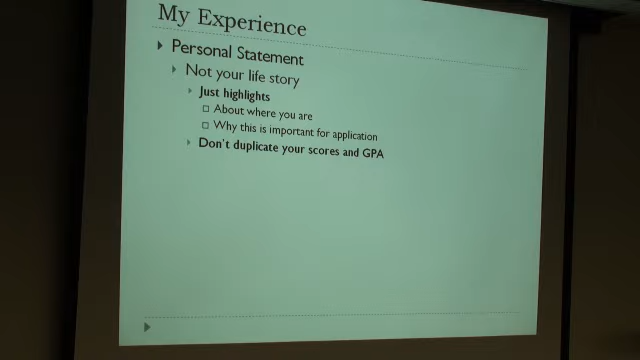 My Experience
Personal Statement
Not your life story
Just highlights
About where you are
Why this is important for application
Don't duplicate your scores and GPA